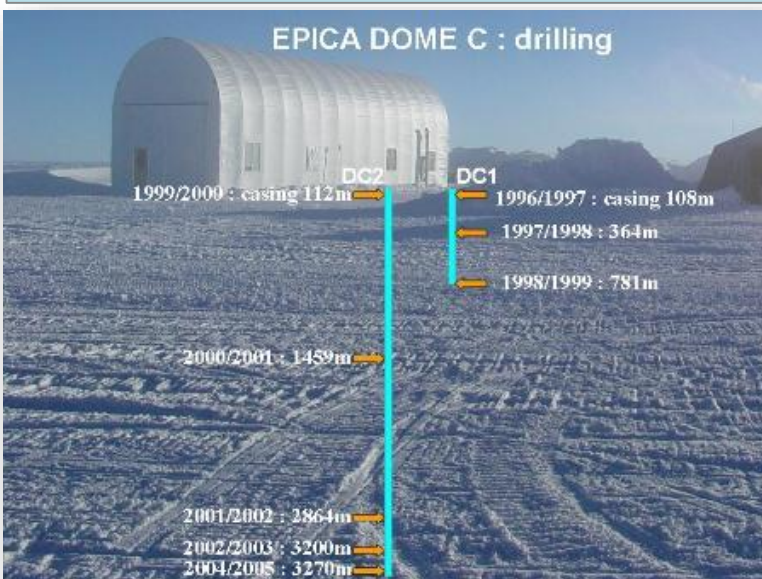 EPICA DOME C : drilling
DC2
DC1
1999/2000 : casing 112m
1996/1997 : casing 108m
1997/1998 : 364m
1998/1999 : 781m
2000/2001 : 1459m
2001/2002 : 2864m
2002/2003 : 3200m
2004/2005 : 3270m